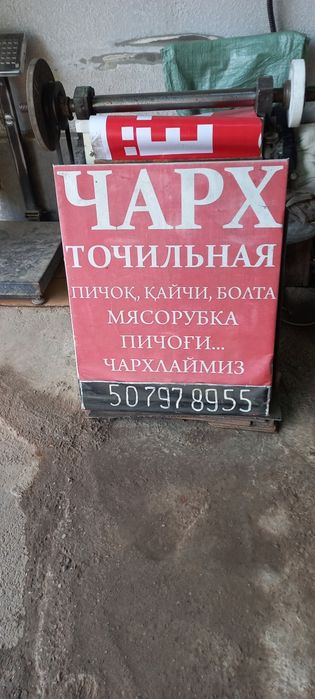 ЧАРХ
ТОЧИЛЬНАЯ
ПИЧОҚ, ҚАЙЧИ, БОЛТА
МЯСОРУБКА
ПИЧОҒИ...
ЧАРХЛАЙМИЗ
50 797 8955